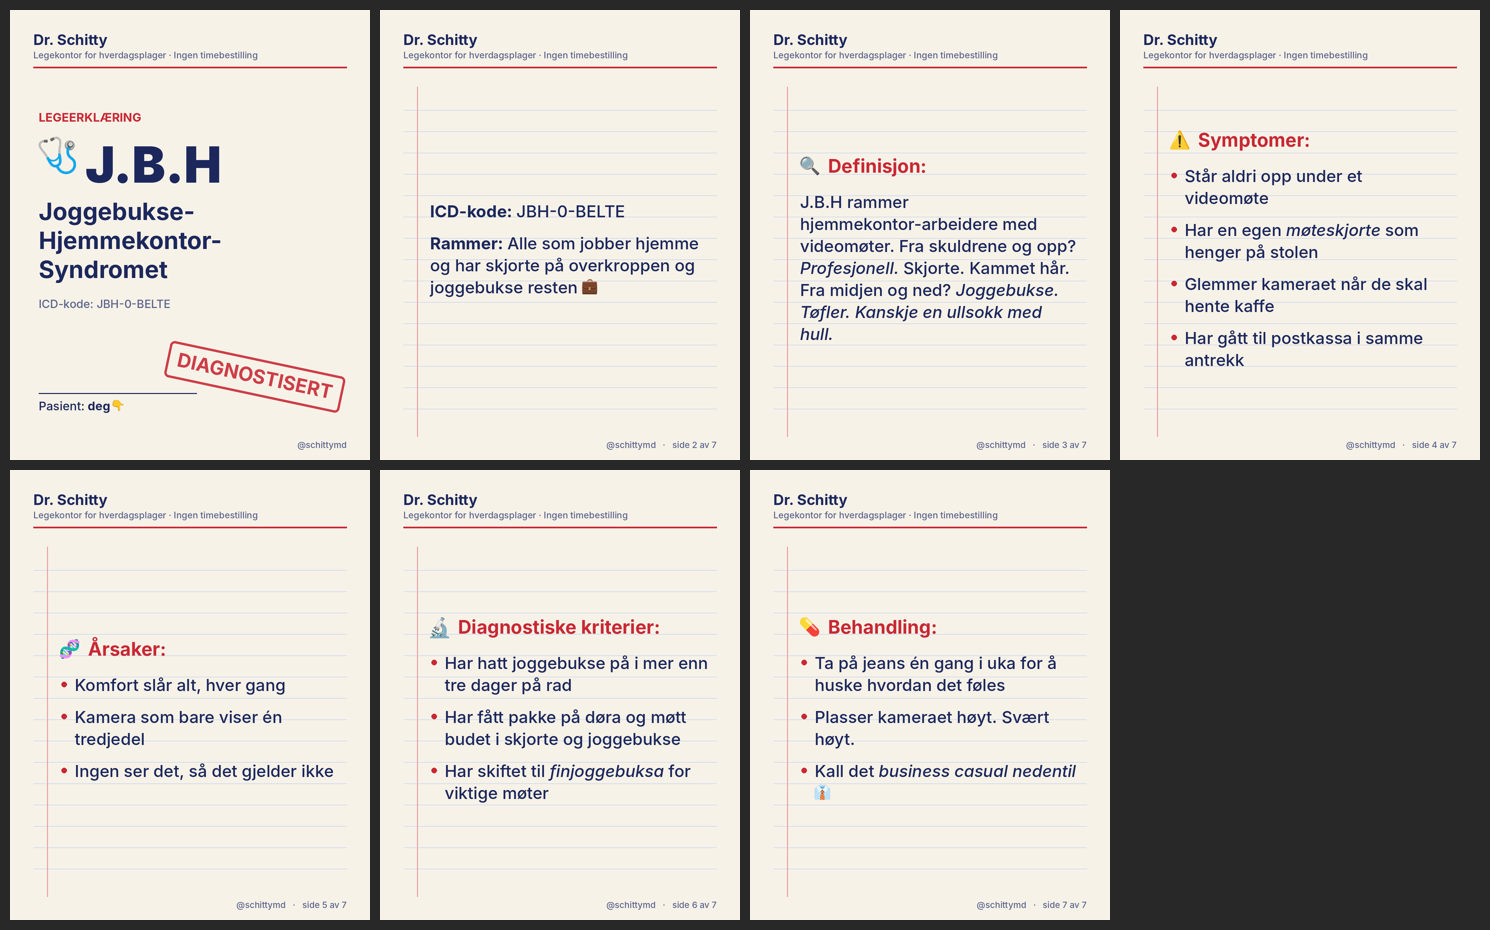 Dr. Schitty
Legekontor for hverdagsplager · Ingen timebestilling
LEGEERKLÆRING
🩺 J.B.H
Joggebukse-
Hjemmekontor-
Syndromet
ICD-kode: JBH-0-BELTE
DIAGNOSTISERT
Pasient: deg👇
@schittymd
Dr. Schitty
Legekontor for hverdagsplager · Ingen timebestilling
ICD-kode: JBH-0-BELTE
Rammer: Alle som jobber hjemme
og har skjorte på overkroppen og
joggebukse resten 💼
@schittymd · side 2 av 7
Dr. Schitty
Legekontor for hverdagsplager · Ingen timebestilling
🔍 Definisjon:
J.B.H rammer
hjemmekontor-arbeidere med
videomøter. Fra skuldrene og opp?
Profesjonell. Skjorte. Kammet hår.
Fra midjen og ned? Joggebukse.
Tøfler. Kanskje en ullsokk med
hull.
@schittymd · side 3 av 7
Dr. Schitty
Legekontor for hverdagsplager · Ingen timebestilling
⚠️ Symptomer:
• Står aldri opp under et
videomøte
• Har en egen møteskjorte som
henger på stolen
• Glemmer kameraet når de skal
hente kaffe
• Har gått til postkassa i samme
antrekk
@schittymd · side 4 av 7
Dr. Schitty
Legekontor for hverdagsplager · Ingen timebestilling
🧬 Årsaker:
• Komfort slår alt, hver gang
• Kamera som bare viser én
tredjedel
• Ingen ser det, så det gjelder ikke
@schittymd · side 5 av 7
Dr. Schitty
Legekontor for hverdagsplager · Ingen timebestilling
🔬 Diagnostiske kriterier:
• Har hatt joggebukse på i mer enn
tre dager på rad
• Har fått pakke på døra og møtt
budet i skjorte og joggebukse
• Har skiftet til finjoggebuksa for
viktige møter
@schittymd · side 6 av 7
Dr. Schitty
Legekontor for hverdagsplager · Ingen timebestilling
💊 Behandling:
• Ta på jeans én gang i uka for å
huske hvordan det føles
• Plasser kameraet høyt. Svært
høyt.
• Kall det business casual nedentil
👔
@schittymd · side 7 av 7